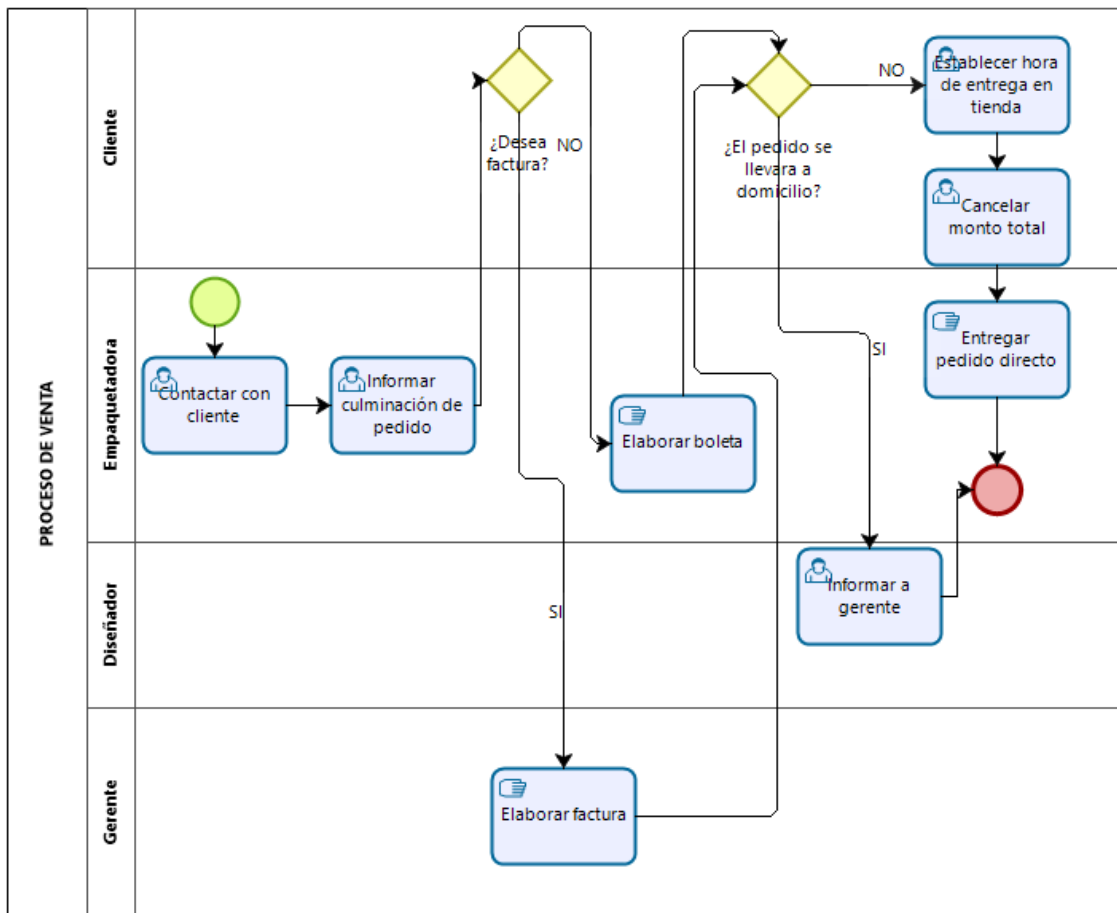 PROCESO DE VENTA
Cliente
¿Desea
factura?
NO
¿El pedido se
llevara a
domicilio?
NO
Establecer hora
de entrega en
tienda
Cancelar
monto total
Empaquetadora
Contactar con
cliente
Informar
culminación de
pedido
Elaborar boleta
SI
Entregar
pedido directo
Diseñador
SI
Informar a
gerente
Gerente
Elaborar factura